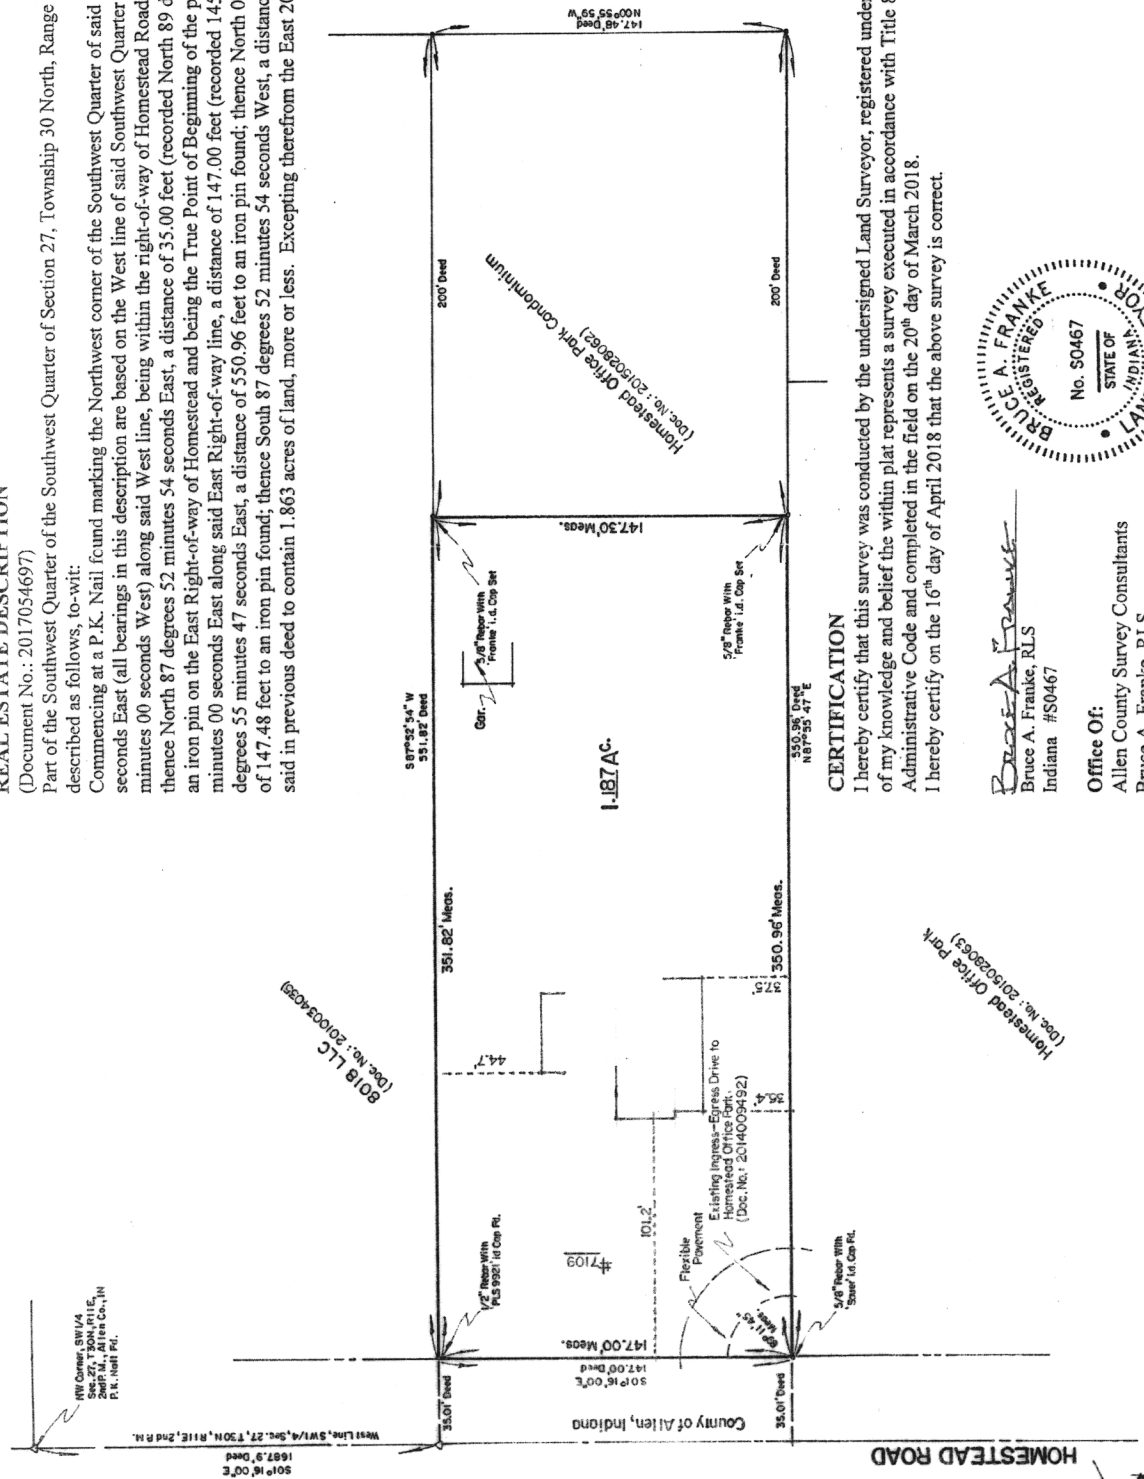 REAL ESTATE DESCRIPTION
(Document No.: 2017054697)
Part of the Southwest Quarter of the Southwest Quarter of Section 27, Township 30 North, Range
described as follows, to-wit:
Commencing at a P.K. Nail found marking the Northwest corner of the Southwest Quarter of said
seconds East (all bearings in this description are based on the West line of said Southwest Quarter
minutes 00 seconds West) along said West line, being within the right-of-way of Homestead Road
thence North 87 degrees 52 minutes 54 seconds East, a distance of 35.00 feet (recorded North 89 d
an iron pin on the East Right-of-way of Homestead and being the True Point of Beginning of the p
minutes 00 seconds East along said East Right-of-way line, a distance of 147.00 feet (recorded 145
degrees 55 minutes 47 seconds East, a distance of 550.96 feet to an iron pin found; thence North 0
of 147.48 feet to an iron pin found; thence Souh 87 degrees 52 minutes 54 seconds West, a distanc
said in previous deed to contain 1.863 acres of land, more or less. Excepting therefrom the East 20
NW Corner, SW1/4
Sec. 27, T30N, R11E,
2nd P.M., Allen Co., IN
P.K. Nail Fd.
S01°16'00"E
1687.9' Deed
West Line, SW1/4, Sec. 27, T30N, R11E, 2nd P.M.
8018 LLC
(Doc. No.: 2010034035)
S87°52'54"W
551.82' Deed
351.82' Meas.
200' Deed
N00°55'59"W
147.48' Deed
35.01' Deed
1/2" Rebar With
'PLS 9921' id Cap Fd.
44.7'
Gar.
5/8" Rebar With
'Franke' i.d. Cap Set
Homestead Office Park Condominium
(Doc. No.: 2015028062)
S01°16'00"E
147.00' Deed
147.00' Meas.
#7109
101.2'
1.187 Ac.
147.30' Meas.
County of Allen, Indiana
Flexible
Pavement
Existing Ingress-Egress Drive to
Homestead Office Park
(Doc. No.: 2014009492)
89°11'45"
Meas.
35.4'
37.5'
5/8" Rebar With
'Franke' i.d. Cap Set
35.01' Deed
350.96' Meas.
550.96' Deed
N87°55'47"E
200' Deed
5/8" Rebar With
'Sauer' i.d. Cap Fd.
HOMESTEAD ROAD
Homestead Office Park
(Doc. No.: 2015028063)
CERTIFICATION
I hereby certify that this survey was conducted by the undersigned Land Surveyor, registered under
of my knowledge and belief the within plat represents a survey executed in accordance with Title 8
Administrative Code and completed in the field on the 20th day of March 2018.
I hereby certify on the 16th day of April 2018 that the above survey is correct.
Bruce A. Franke
Bruce A. Franke, RLS
Indiana #S0467
BRUCE A. FRANKE
REGISTERED
No. S0467
STATE OF
INDIANA
Office Of:
Allen County Survey Consultants
Bruce A. Franke, RLS